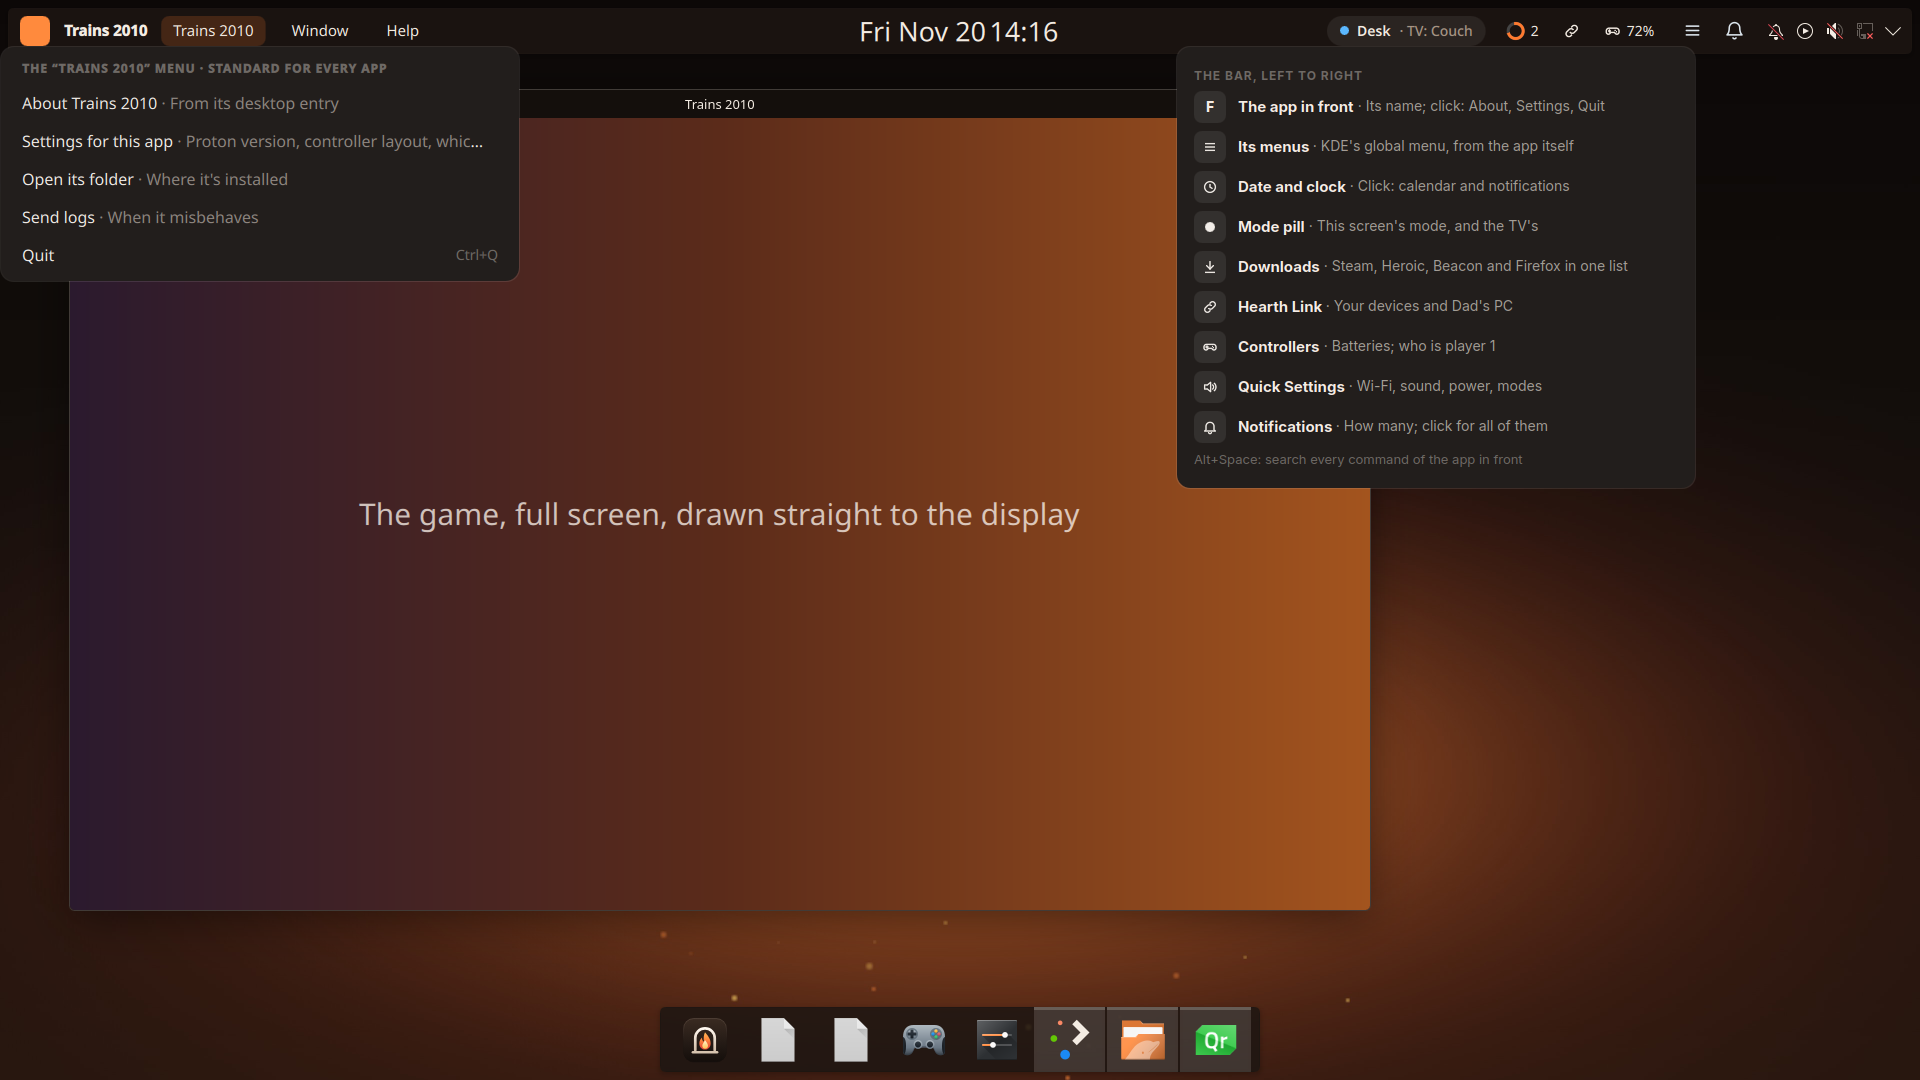 Trains 2010 Trains 2010 Window Help Fri Nov 20 14:16 Desk · TV: Couch 2 72%
THE "TRAINS 2010" MENU · STANDARD FOR EVERY APP
About Trains 2010 · From its desktop entry
Settings for this app · Proton version, controller layout, whic...
Open its folder · Where it's installed
Send logs · When it misbehaves
Quit Ctrl+Q
Trains 2010
The game, full screen, drawn straight to the display
THE BAR, LEFT TO RIGHT
F The app in front · Its name; click: About, Settings, Quit
Its menus · KDE's global menu, from the app itself
Date and clock · Click: calendar and notifications
Mode pill · This screen's mode, and the TV's
Downloads · Steam, Heroic, Beacon and Firefox in one list
Hearth Link · Your devices and Dad's PC
Controllers · Batteries; who is player 1
Quick Settings · Wi-Fi, sound, power, modes
Notifications · How many; click for all of them
Alt+Space: search every command of the app in front
Qr